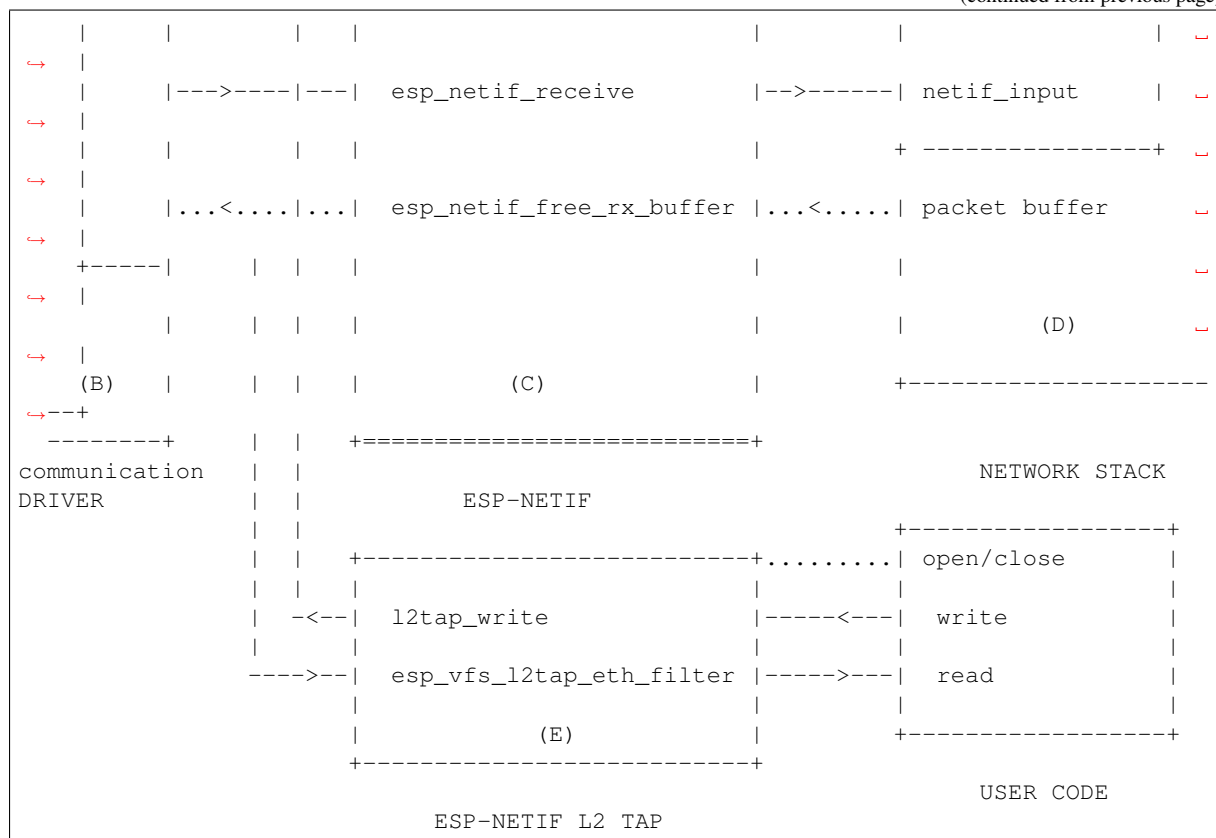 (continued from previous page)
|     |        |   |                            |         |                 |  ␣
↪   |
|     |--->----|---|  esp_netif_receive        |-->------| netif_input     |  ␣
↪   |
|     |        |   |                           |         + ----------------+  ␣
↪   |
|     |...<....|...|  esp_netif_free_rx_buffer |...<.....| packet buffer      ␣
↪   |
+-----|     |  |   |                           |         |                    ␣
↪   |
      |     |  |   |                           |         |         (D)        ␣
↪   |
(B)   |     |  |   |          (C)              |         +---------------------
↪--+
--------+     |  |   +===========================+
communication   |  |                                               NETWORK STACK
DRIVER          |  |           ESP-NETIF
                |  |                                         +------------------+
                |  |   +---------------------------+.........| open/close       |
                |  |   |                           |         |                  |
                |  -<--|  l2tap_write              |-----<---|  write           |
                |      |                           |         |                  |
                ---->--|  esp_vfs_l2tap_eth_filter |----->---|  read            |
                       |                           |         |                  |
                       |            (E)            |         +------------------+
                       +---------------------------+
                                                                  USER CODE
                             ESP-NETIF L2 TAP